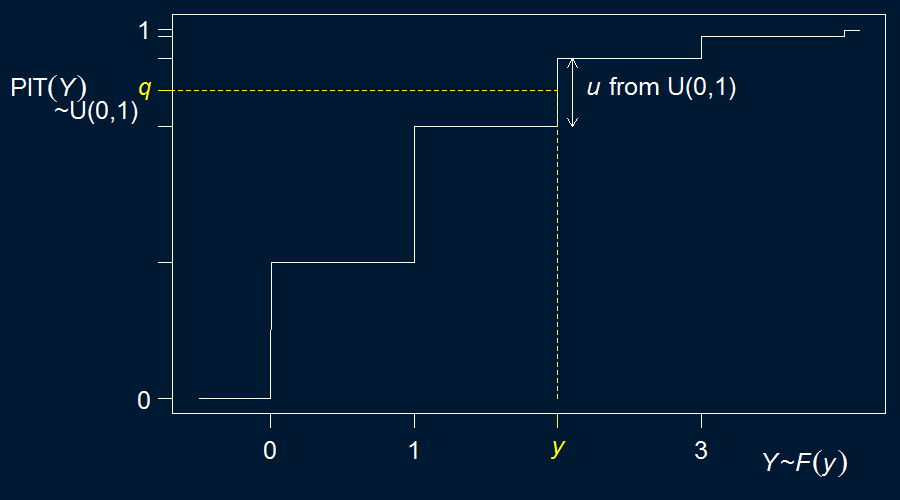 1
PIT(Y) q
~U(0,1)
u from U(0,1)
0
0 1 y 3
Y~F(y)